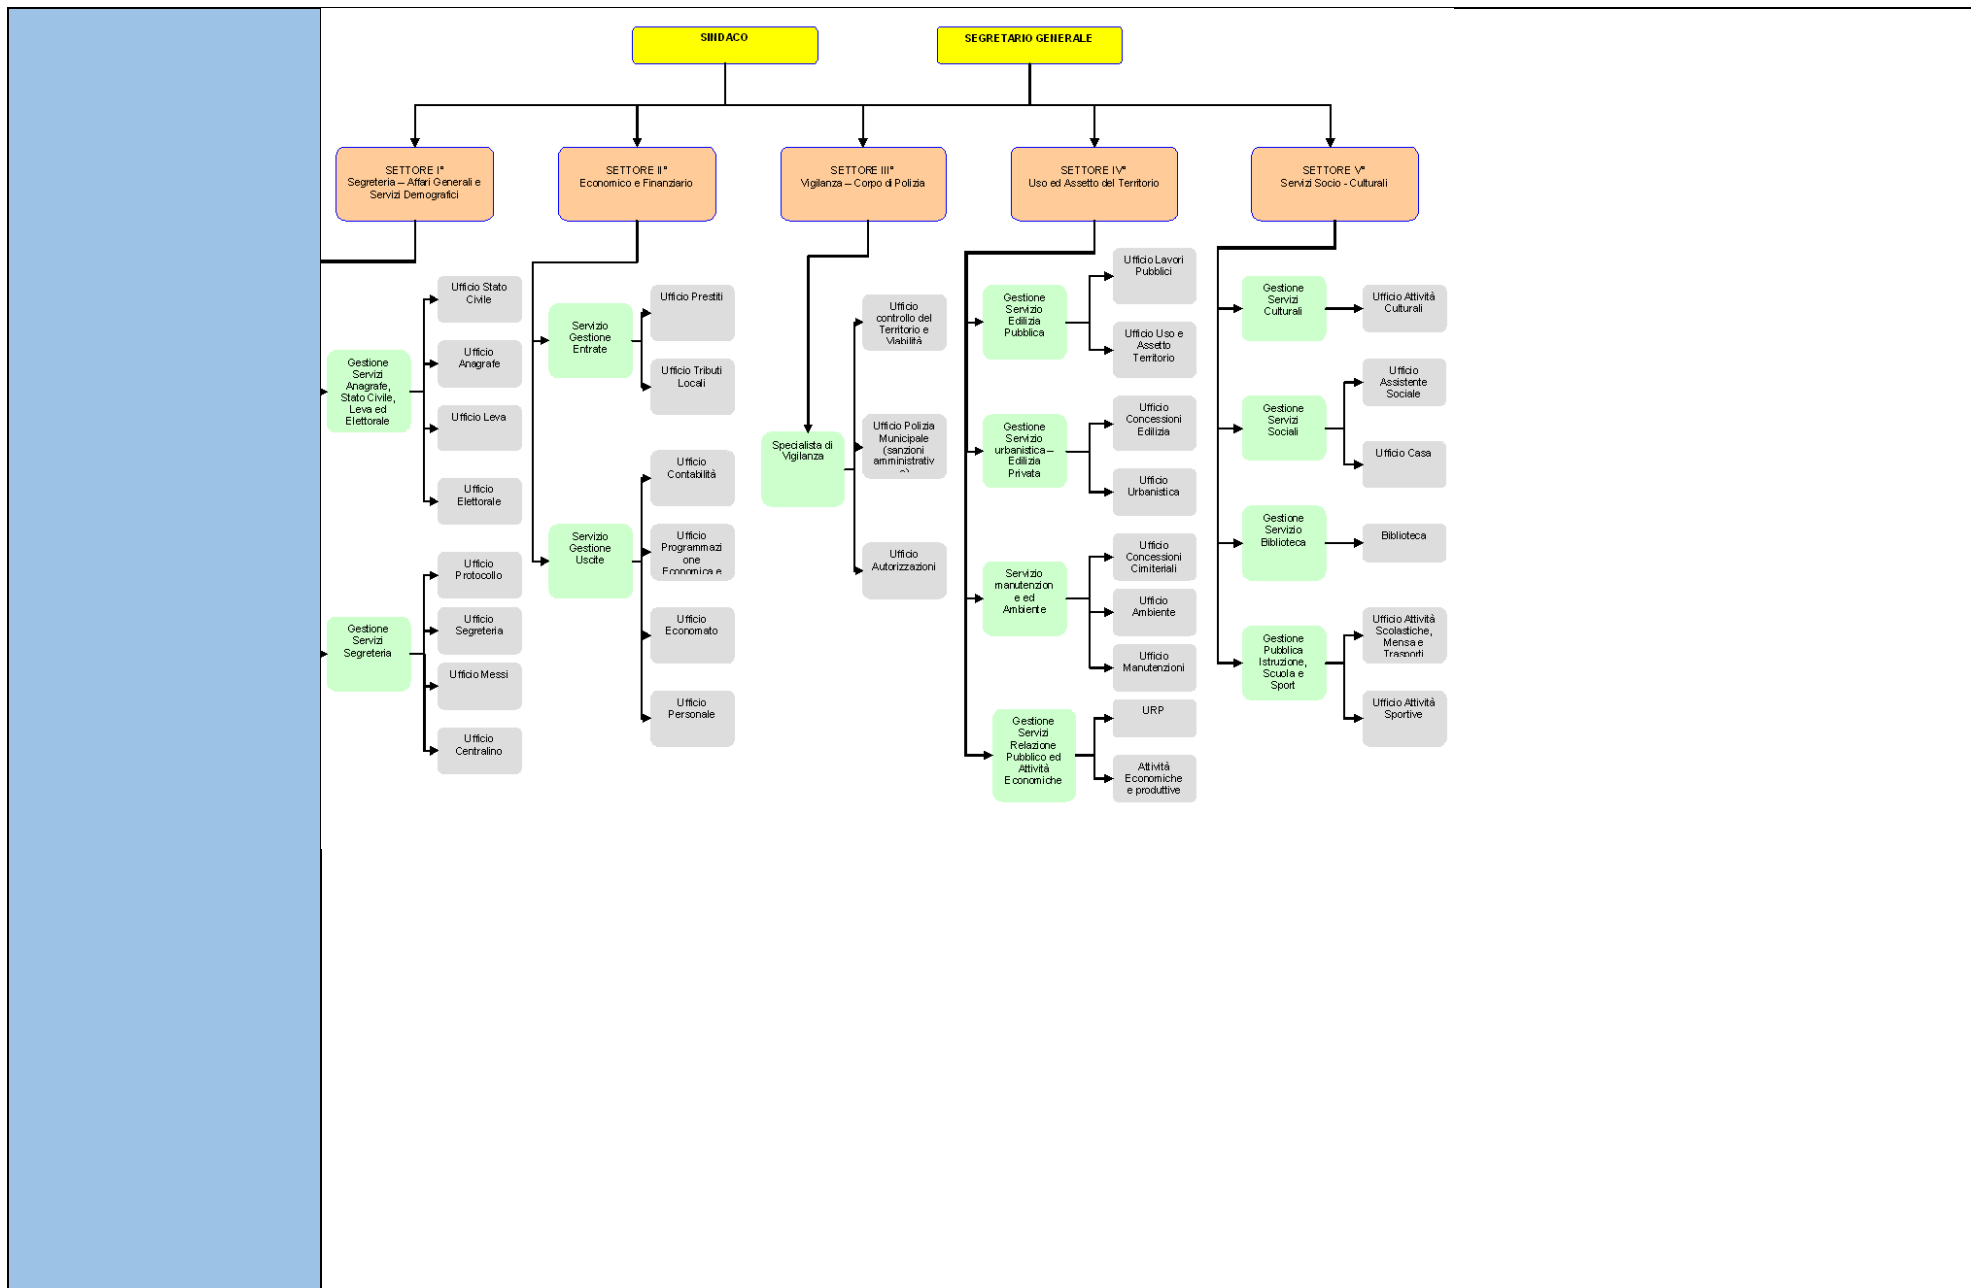 SINDACO
SEGRETARIO GENERALE
SETTORE I°
Segreteria – Affari Generali e
Servizi Demografici
SETTORE II°
Economico e Finanziario
SETTORE III°
Vigilanza – Corpo di Polizia
SETTORE IV°
Uso ed Assetto del Territorio
SETTORE V°
Servizi Socio - Culturali
Gestione
Servizi
Anagrafe,
Stato Civile,
Leva ed
Elettorale
Ufficio Stato
Civile
Ufficio
Anagrafe
Ufficio Leva
Ufficio
Elettorale
Gestione
Servizi
Segreteria
Ufficio
Protocollo
Ufficio
Segreteria
Ufficio Messi
Ufficio
Centralino
Servizio
Gestione
Entrate
Ufficio Prestiti
Ufficio Tributi
Locali
Servizio
Gestione
Uscite
Ufficio
Contabilità
Ufficio
Programmazi
one
Economica e
Ufficio
Economato
Ufficio
Personale
Specialista di
Vigilanza
Ufficio
controllo del
Territorio e
Viabilità
Ufficio Polizia
Municipale
(sanzioni
amministrativ
e)
Ufficio
Autorizzazioni
Gestione
Servizio
Edilizia
Pubblica
Ufficio Lavori
Pubblici
Ufficio Uso e
Assetto
Territorio
Gestione
Servizio
urbanistica –
Edilizia
Privata
Ufficio
Concessioni
Edilizia
Ufficio
Urbanistica
Servizio
manutenzion
e ed
Ambiente
Ufficio
Concessioni
Cimiteriali
Ufficio
Ambiente
Ufficio
Manutenzioni
Gestione
Servizi
Relazione
Pubblico ed
Attività
Economiche
URP
Attività
Economiche
e produttive
Gestione
Servizi
Culturali
Ufficio Attività
Culturali
Gestione
Servizi
Sociali
Ufficio
Assistente
Sociale
Ufficio Casa
Gestione
Servizio
Biblioteca
Biblioteca
Gestione
Pubblica
Istruzione,
Scuola e
Sport
Ufficio Attività
Scolastiche,
Mensa e
Trasporti
Ufficio Attività
Sportive